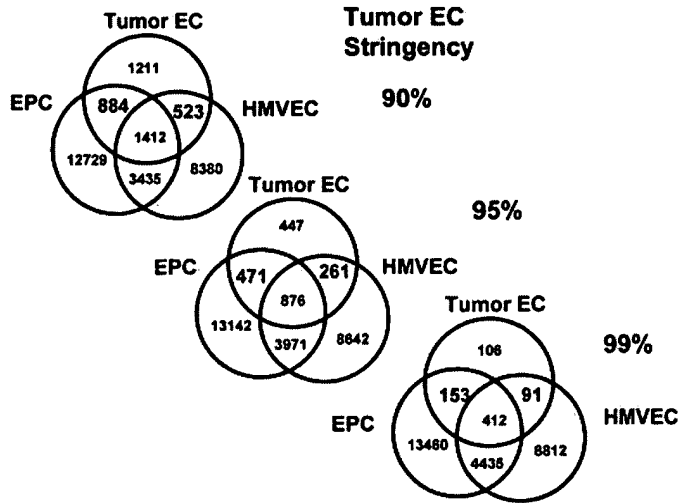 Tumor EC
Stringency
Tumor EC
1211
EPC
884
523
HMVEC
90%
1412
12729
3435
8380
Tumor EC
95%
447
EPC
471
261
HMVEC
876
13142
3971
8642
Tumor EC
99%
106
153
91
EPC
412
HMVEC
13460
4435
8812